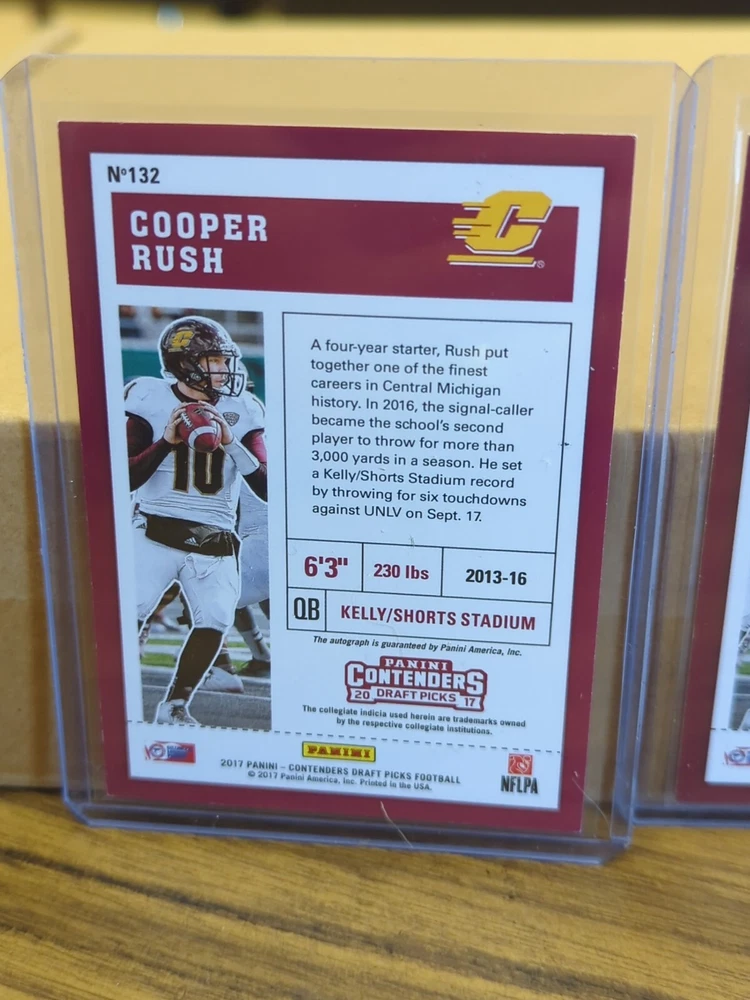 Nº132
COOPER
RUSH
C
®
C
10
A four-year starter, Rush put
together one of the finest
careers in Central Michigan
history. In 2016, the signal-caller
became the school's second
player to throw for more than
3,000 yards in a season. He set
a Kelly/Shorts Stadium record
by throwing for six touchdowns
against UNLV on Sept. 17.
6'3" 230 lbs 2013-16
QB KELLY/SHORTS STADIUM
The autograph is guaranteed by Panini America, Inc.
PANINI
CONTENDERS
20 DRAFT PICKS 17
The collegiate indicia used herein are trademarks owned
by the respective collegiate institutions.
PANINI
2017 PANINI – CONTENDERS DRAFT PICKS FOOTBALL
© 2017 Panini America, Inc. Printed in the USA.
NFLPA